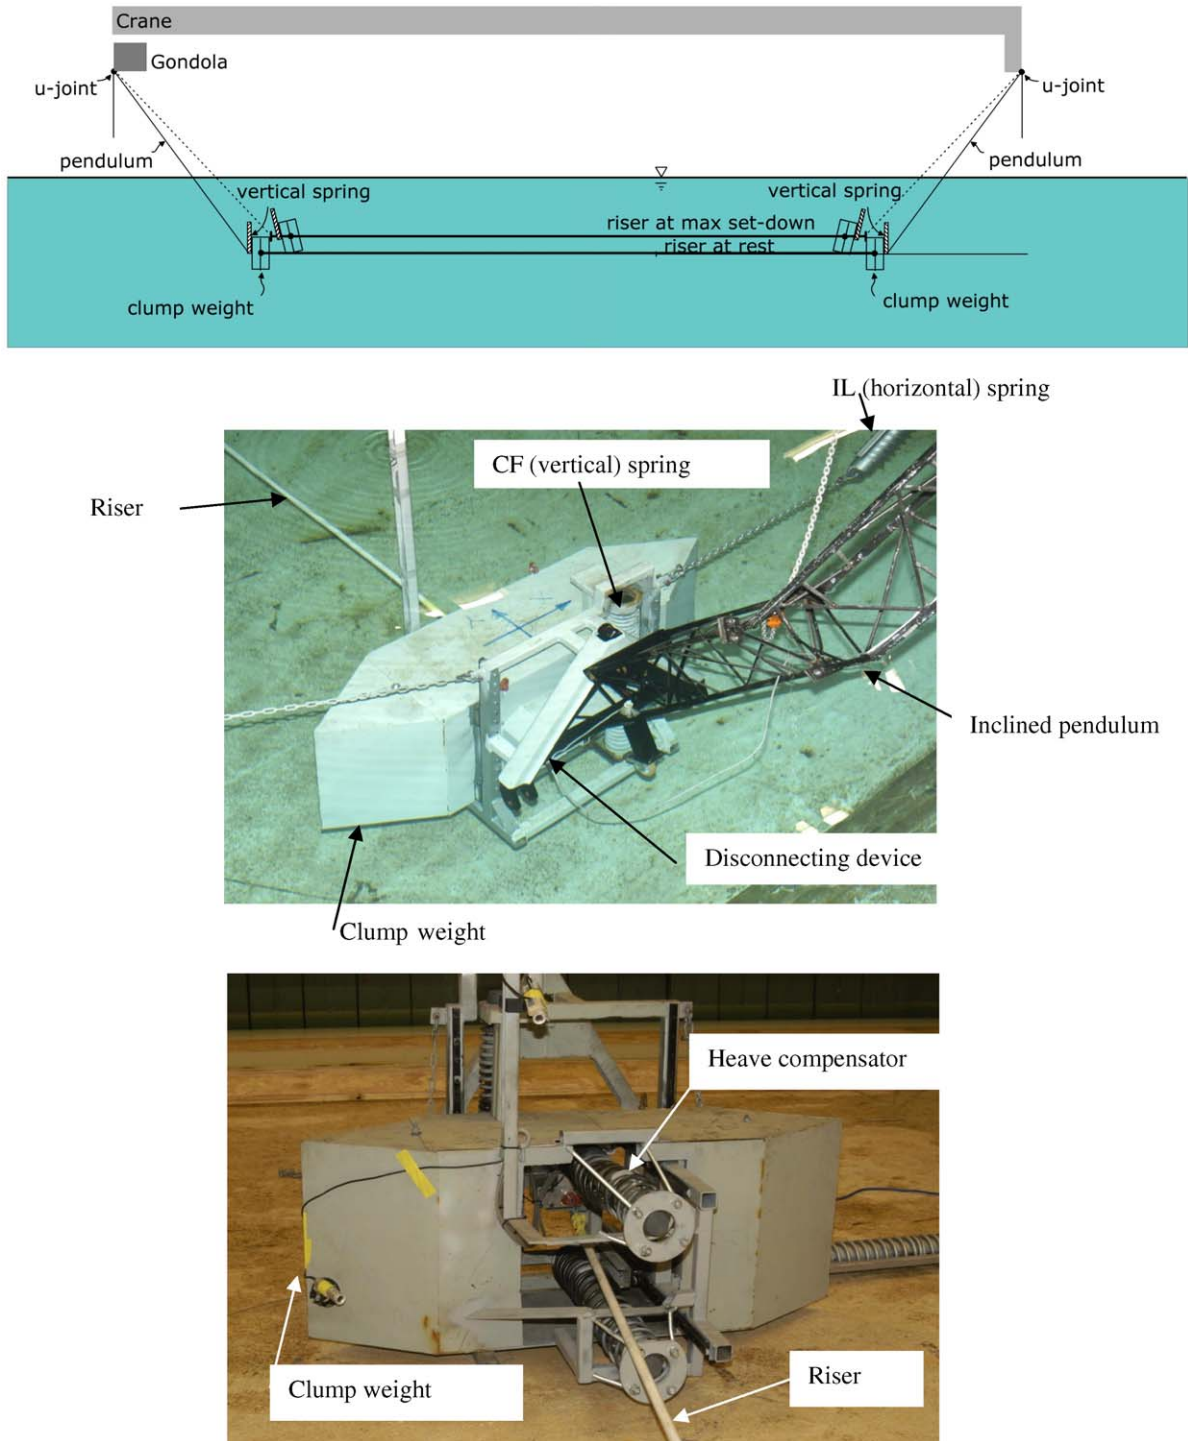 Crane
Gondola
u-joint
u-joint
pendulum
pendulum
vertical spring
vertical spring
riser at max set-down
riser at rest
clump weight
clump weight
IL (horizontal) spring
CF (vertical) spring
Riser
Inclined pendulum
Disconnecting device
Clump weight
Heave compensator
Clump weight
Riser